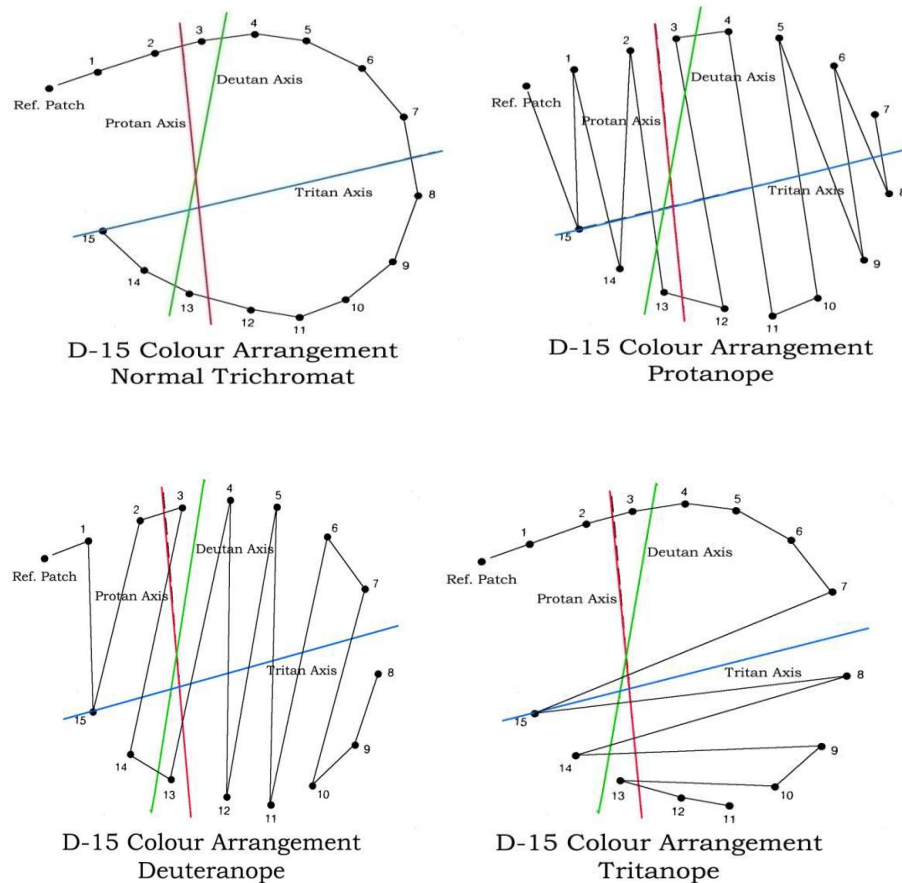 1
2
3
4
5
6
7
8
9
10
11
12
13
14
15
Ref. Patch
Protan Axis
Deutan Axis
Tritan Axis
D-15 Colour Arrangement
Normal Trichromat
1
2
3
4
5
6
7
8
9
10
11
12
13
14
15
Ref. Patch
Protan Axis
Deutan Axis
Tritan Axis
D-15 Colour Arrangement
Protanope
1
2
3
4
5
6
7
8
9
10
11
12
13
14
15
Ref. Patch
Protan Axis
Deutan Axis
Tritan Axis
D-15 Colour Arrangement
Deuteranope
1
2
3
4
5
6
7
8
9
10
11
12
13
14
15
Ref. Patch
Protan Axis
Deutan Axis
Tritan Axis
D-15 Colour Arrangement
Tritanope